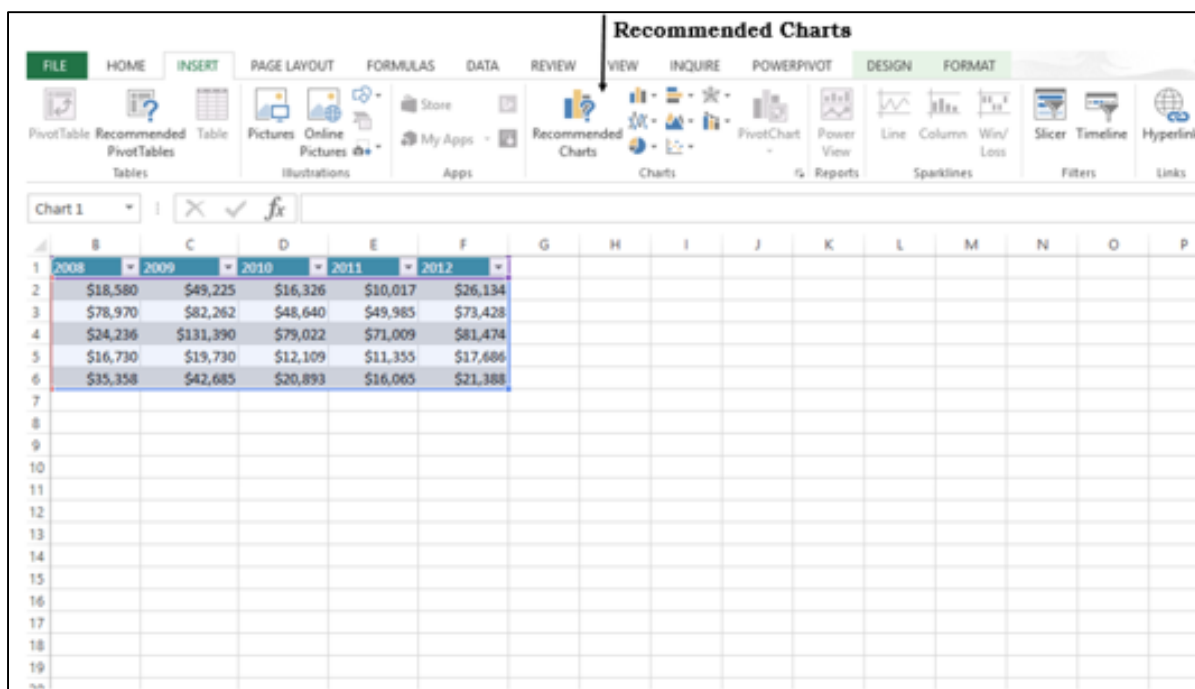 Recommended Charts
FILE HOME INSERT PAGE LAYOUT FORMULAS DATA REVIEW VIEW INQUIRE POWERPIVOT DESIGN FORMAT
PivotTable Recommended PivotTables Table Pictures Online Pictures Store My Apps Recommended Charts PivotChart Power View Line Column Win/ Loss Slicer Timeline Hyperlink
Tables Illustrations Apps Charts Reports Sparklines Filters Links
Chart 1 fx
B C D E F G H I J K L M N O P
1 2008 2009 2010 2011 2012
2 $18,580 $49,225 $16,326 $10,017 $26,134
3 $78,970 $82,262 $48,640 $49,985 $73,428
4 $24,236 $131,390 $79,022 $71,009 $81,474
5 $16,730 $19,730 $12,109 $11,355 $17,686
6 $35,358 $42,685 $20,893 $16,065 $21,388
7
8
9
10
11
12
13
14
15
16
17
18
19